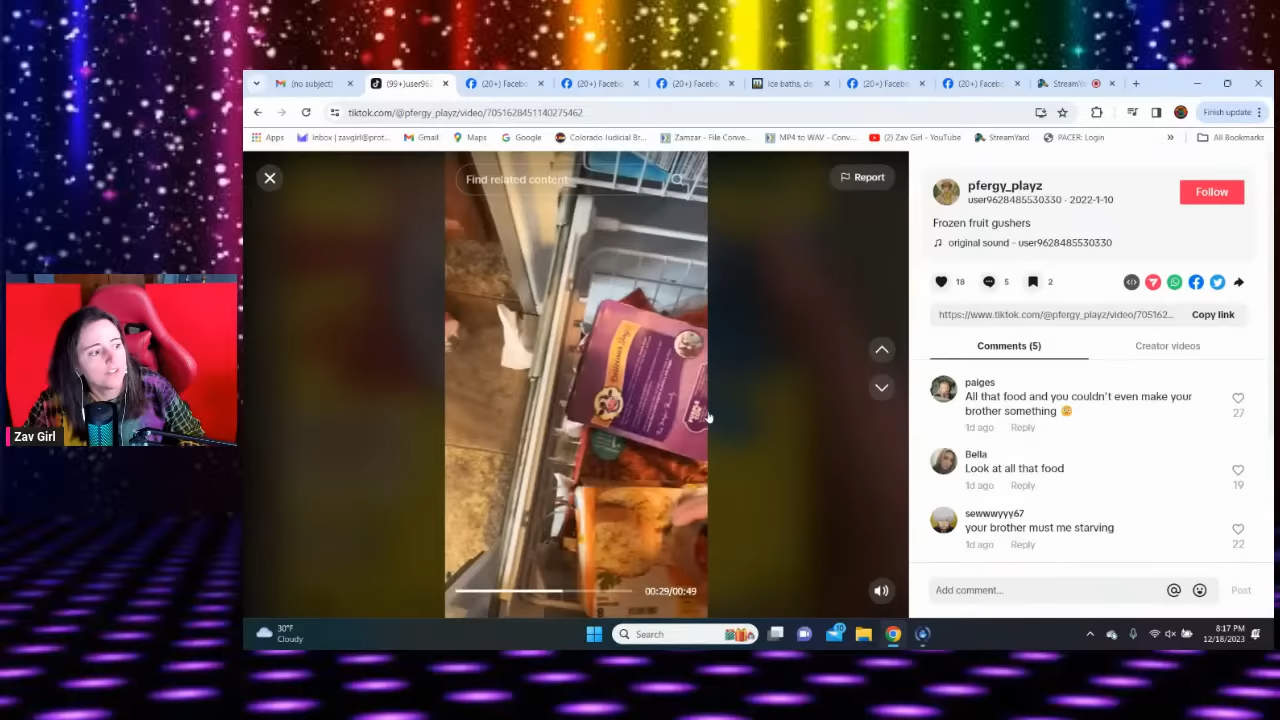 (no subject)
(99+)user962
(20+) Facebo
(20+) Facebo
(20+) Facebo
Ice baths, de
(20+) Facebo
(20+) Facebo
StreamYa
tiktok.com/@pfergy_playz/video/7051628451140275462
Finish update
Apps
Inbox | zavgirl@prot...
Gmail
Maps
Google
Colorado Judicial Br...
Zamzar - File Conve...
MP4 to WAV - Conv...
(2) Zav Girl - YouTube
StreamYard
PACER: Login
»
All Bookmarks
Find related content
Report
pfergy_playz
user9628485530330 · 2022-1-10
Follow
Frozen fruit gushers
original sound - user9628485530330
18
5
2
https://www.tiktok.com/@pfergy_playz/video/705162...
Copy link
Comments (5)
Creator videos
paiges
All that food and you couldn't even make your
brother something
27
1d ago Reply
Bella
Look at all that food
19
1d ago Reply
sewwwyyy67
your brother must me starving
22
1d ago Reply
00:29/00:49
Add comment...
Post
Zav Girl
30°F
Cloudy
Search
8:17 PM
12/18/2023